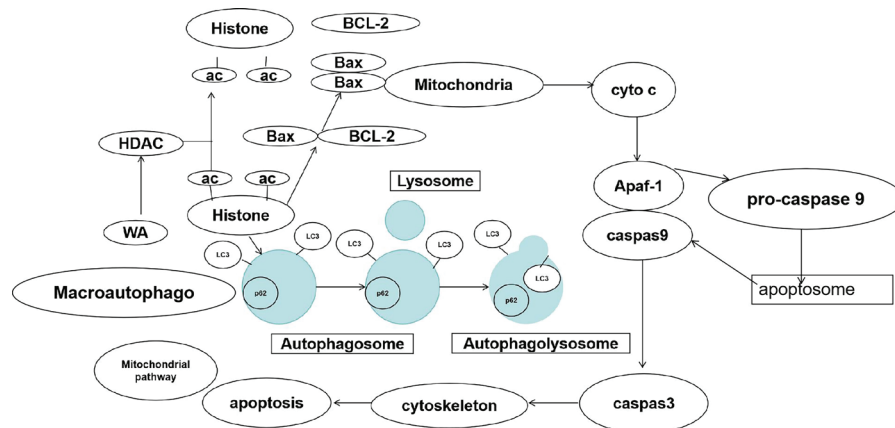 Histone
BCL-2
ac
ac
Bax
Bax
Mitochondria
cyto c
HDAC
Bax
BCL-2
ac
ac
Lysosome
Apaf-1
pro-caspase 9
Histone
WA
caspas9
LC3
LC3
LC3
LC3
LC3
LC3
Macroautophago
p62
p62
p62
apoptosome
Autophagosome
Autophagolysosome
Mitochondrial
pathway
apoptosis
cytoskeleton
caspas3